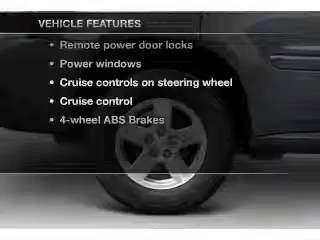 VEHICLE FEATURES
• Remote power door locks
• Power windows
• Cruise controls on steering wheel
• Cruise control
• 4-wheel ABS Brakes